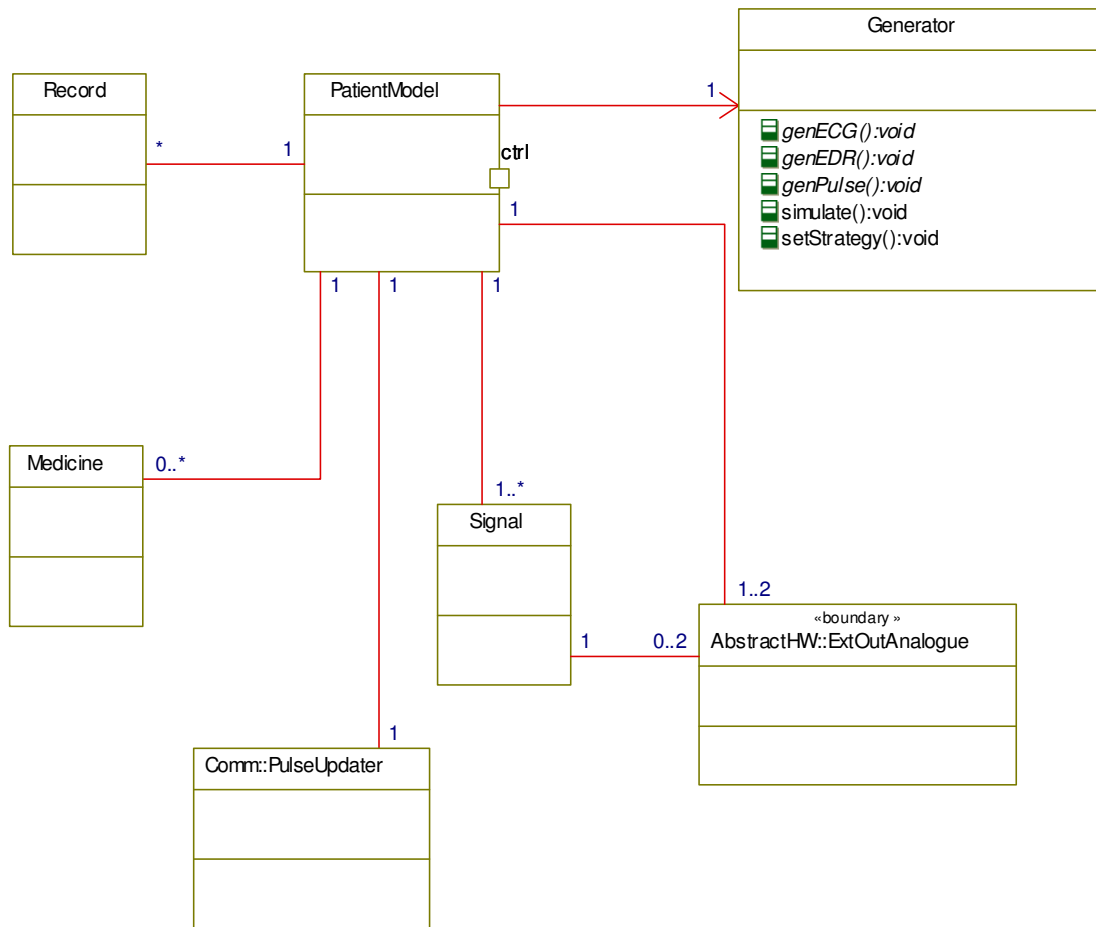 Generator
Record
PatientModel
1
genECG():void
genEDR():void
genPulse():void
simulate():void
setStrategy():void
*
1
ctrl
1
1
1
1
Medicine
0..*
1..*
Signal
1..2
«boundary »
AbstractHW::ExtOutAnalogue
1
0..2
1
Comm::PulseUpdater